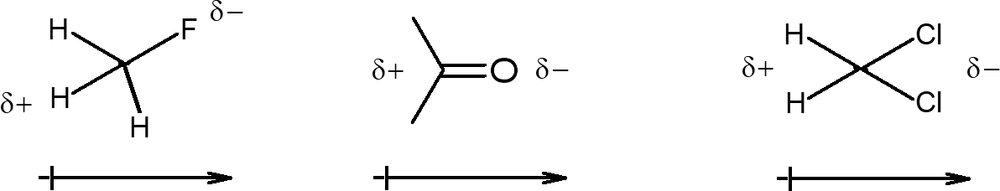 H F δ−
δ+ H
H
δ+ O δ−
H Cl
δ+ δ−
H Cl